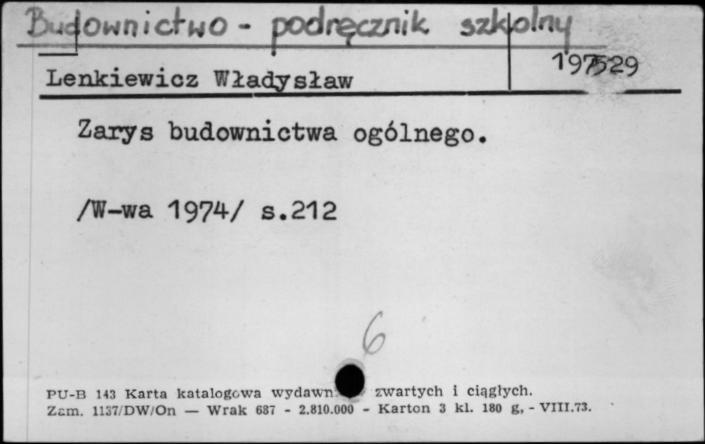 Budownictwo - podręcznik szkolny
Lenkiewicz Władysław
Zarys budownictwa ogólnego.
/W-wa 1974/ s.212
6
PU-B 143 Karta katalogowa zwartych i ciągłych.
Zam. 1137/DW/On — Wrak 687 - 2.810.000 - Karton 3 kl. 180 g, - VIII.73.